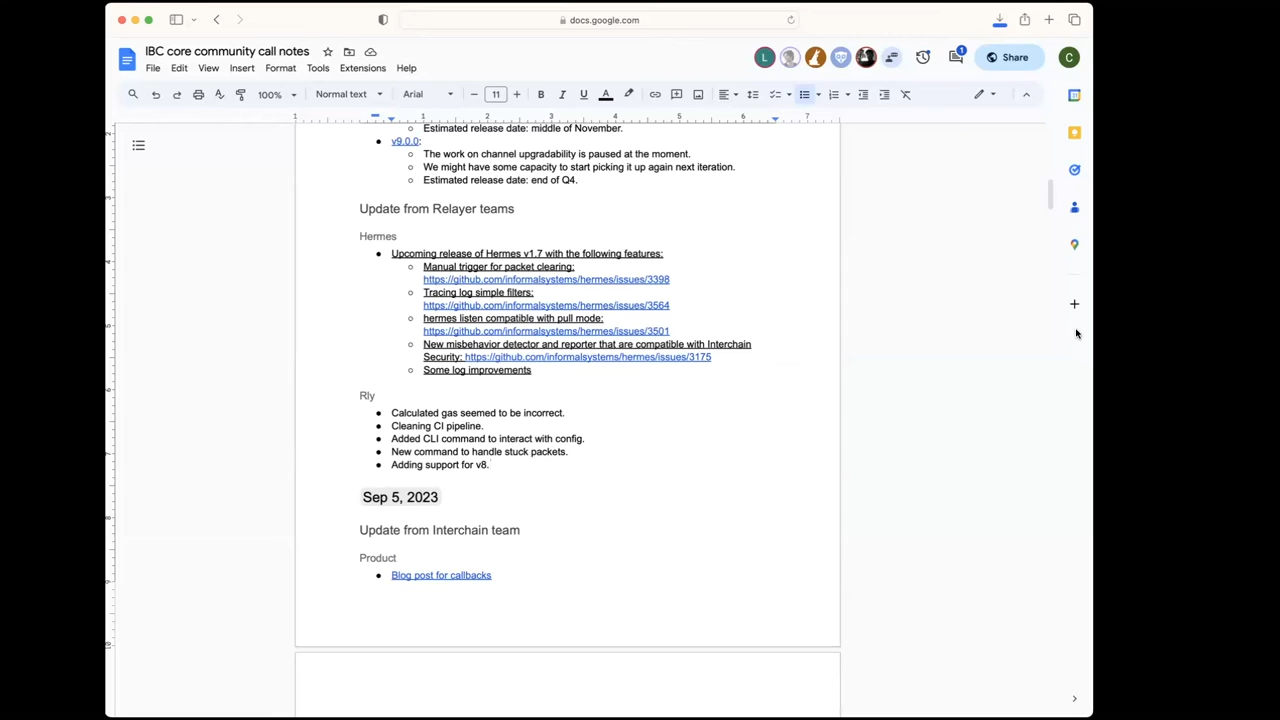 docs.google.com
IBC core community call notes
L
1
Share
C
File Edit View Insert Format Tools Extensions Help
100% Normal text Arial 11
1 1 2 3 4 5 6 7
Estimated release date: middle of November.
v9.0.0:
The work on channel upgradability is paused at the moment.
We might have some capacity to start picking it up again next iteration.
Estimated release date: end of Q4.
Update from Relayer teams
Hermes
Upcoming release of Hermes v1.7 with the following features:
Manual trigger for packet clearing:
https://github.com/informalsystems/hermes/issues/3398
Tracing log simple filters:
https://github.com/informalsystems/hermes/issues/3564
hermes listen compatible with pull mode:
https://github.com/informalsystems/hermes/issues/3501
New misbehavior detector and reporter that are compatible with Interchain
Security: https://github.com/informalsystems/hermes/issues/3175
Some log improvements
Rly
Calculated gas seemed to be incorrect.
Cleaning CI pipeline.
Added CLI command to interact with config.
New command to handle stuck packets.
Adding support for v8.
Sep 5, 2023
Update from Interchain team
Product
Blog post for callbacks